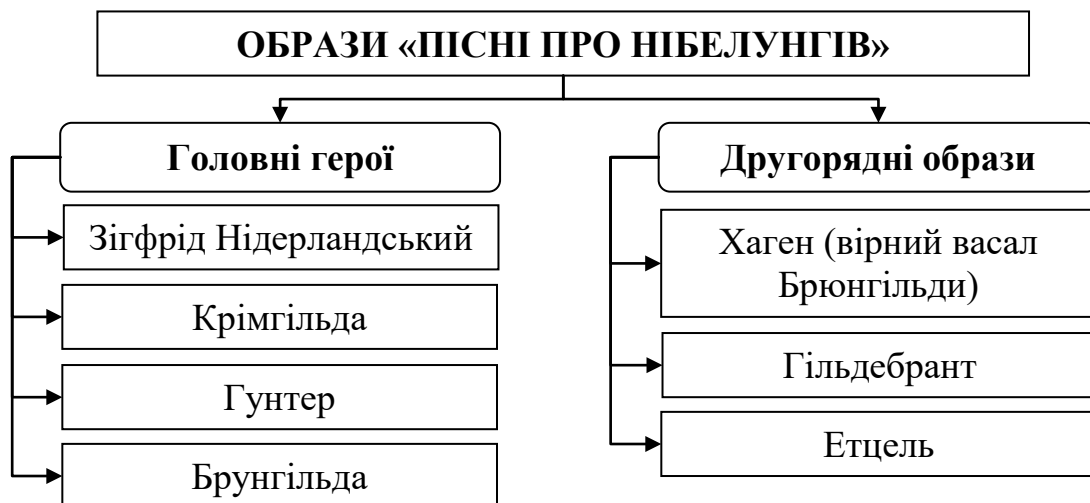 ОБРАЗИ «ПІСНІ ПРО НІБЕЛУНГІВ»
Головні герої
Зігфрід Нідерландський
Крімгільда
Гунтер
Брунгільда
Другорядні образи
Хаген (вірний васал
Брюнгільди)
Гільдебрант
Етцель